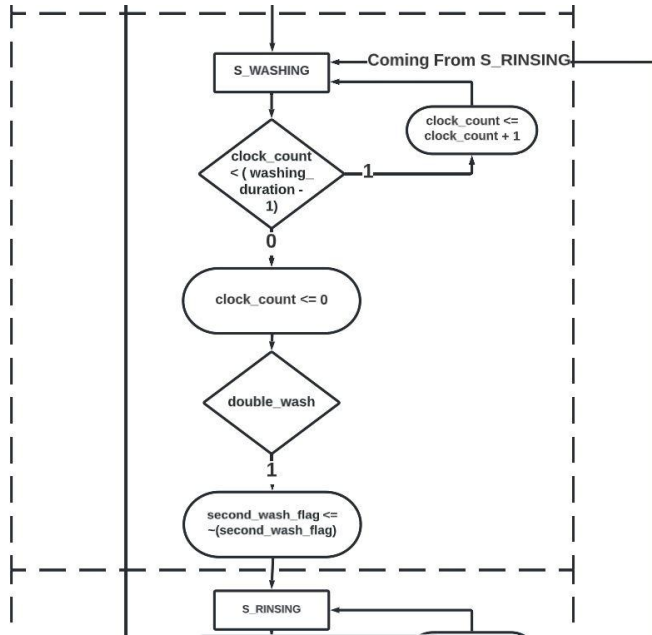 S_WASHING
Coming From S_RINSING
clock_count <=
clock_count + 1
clock_count
< ( washing_
duration -
1)
1
0
clock_count <= 0
double_wash
1
second_wash_flag <=
~(second_wash_flag)
S_RINSING